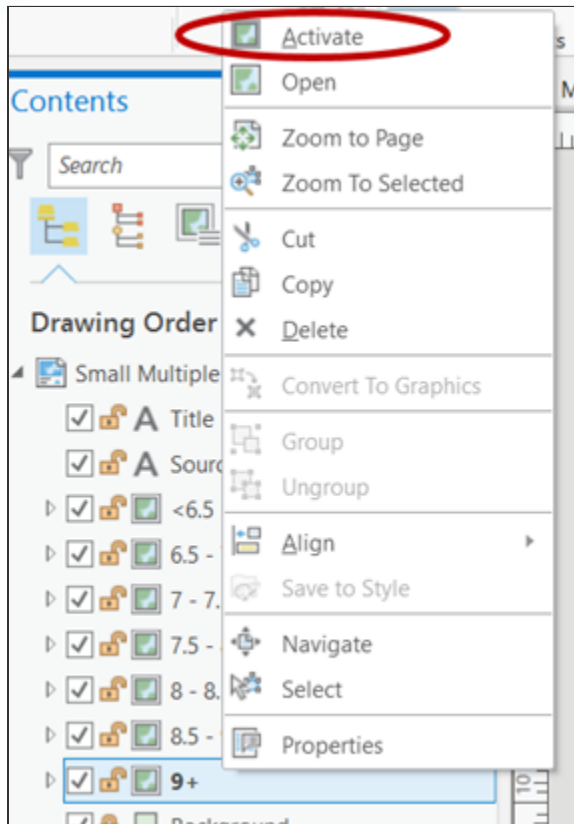 Activate
s
Open
Contents
M
Search
Zoom to Page
Zoom To Selected
Cut
Copy
Drawing Order
Delete
Small Multiple
Convert To Graphics
Title
Group
Sourc
Ungroup
<6.5
6.5 -
Align
7 - 7.
Save to Style
7.5 -
Navigate
8 - 8.
Select
8.5 -
Properties
9+
10